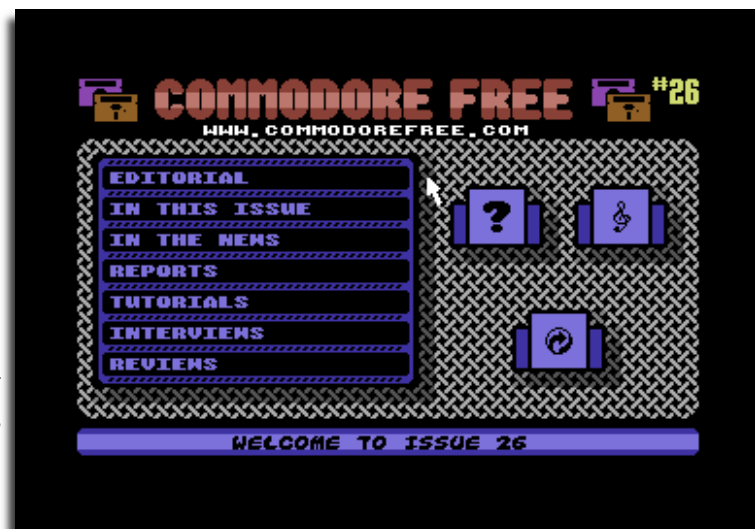 COMMODORE FREE #26
WWW.COMMODOREFREE.COM
EDITORIAL
IN THIS ISSUE
IN THE NEWS
REPORTS
TUTORIALS
INTERVIEWS
REVIEWS
?
WELCOME TO ISSUE 26